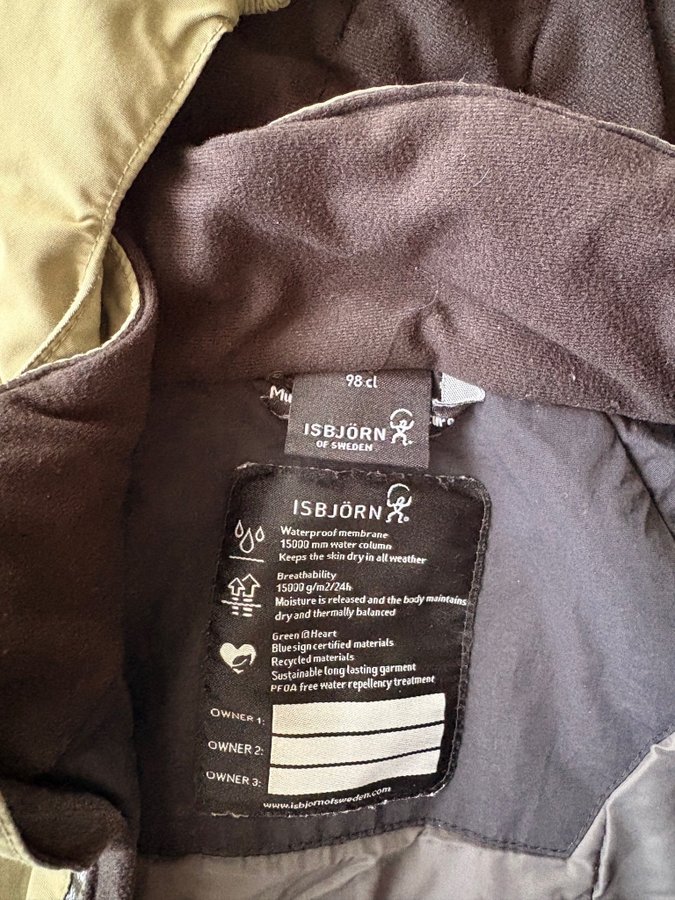 98 cl
Mu
ISBJÖRN
OF SWEDEN
ISBJÖRN
Waterproof membrane
15000 mm water column
Keeps the skin dry in all weather
Breathability
15000 g/m2/24h
Moisture is released and the body maintains
dry and thermally balanced
Green @ Heart
Bluesign certified materials
Recycled materials
Sustainable long lasting garment
PFOA free water repellency treatment
OWNER 1:
OWNER 2:
OWNER 3:
www.isbjornofsweden.com